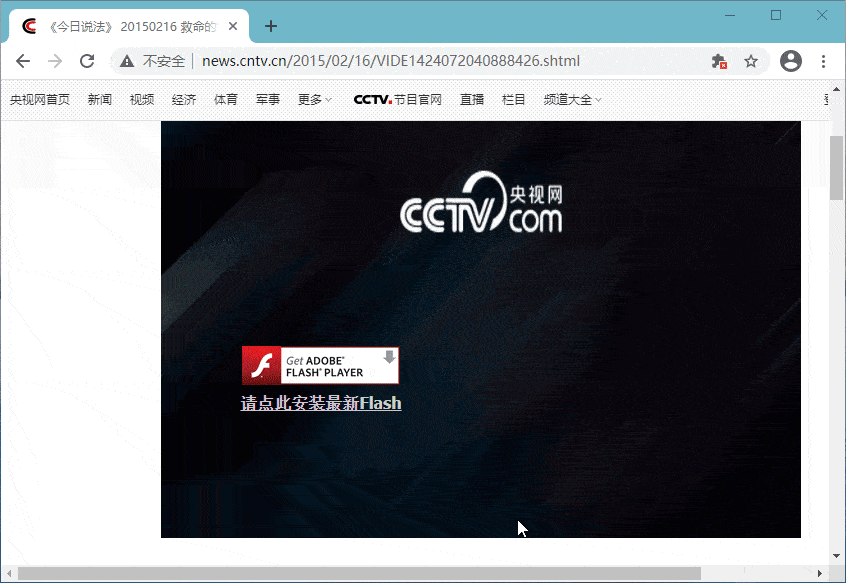 《今日说法》 20150216 救命的
不安全 news.cntv.cn/2015/02/16/VIDE1424072040888426.shtml
央视网首页 新闻 视频 经济 体育 军事 更多 CCTV.节目官网 直播 栏目 频道大全
CCTV.com 央视网
Get ADOBE®
FLASH® PLAYER
请点此安装最新Flash